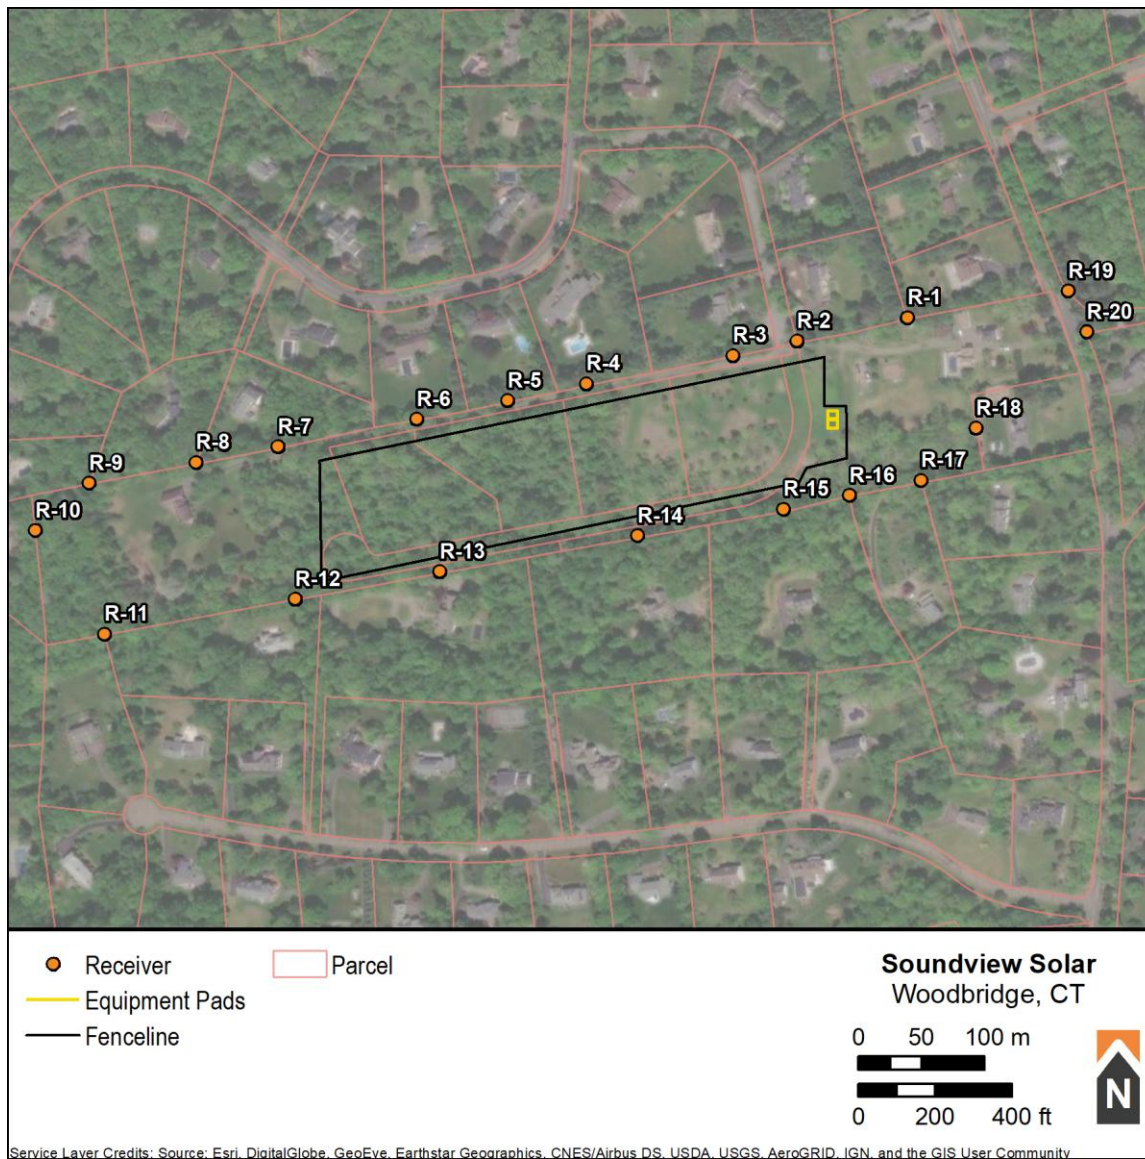 R-19
R-1
R-20
R-2
R-3
R-4
R-5
R-6
R-18
R-7
R-8
R-9
R-17
R-16
R-15
R-10
R-14
R-13
R-12
R-11
Receiver
Parcel
Equipment Pads
Fenceline
Soundview Solar
Woodbridge, CT
0 50 100 m
0 200 400 ft
N
Service Layer Credits: Source: Esri, DigitalGlobe, GeoEye, Earthstar Geographics, CNES/Airbus DS, USDA, USGS, AeroGRID, IGN, and the GIS User Community